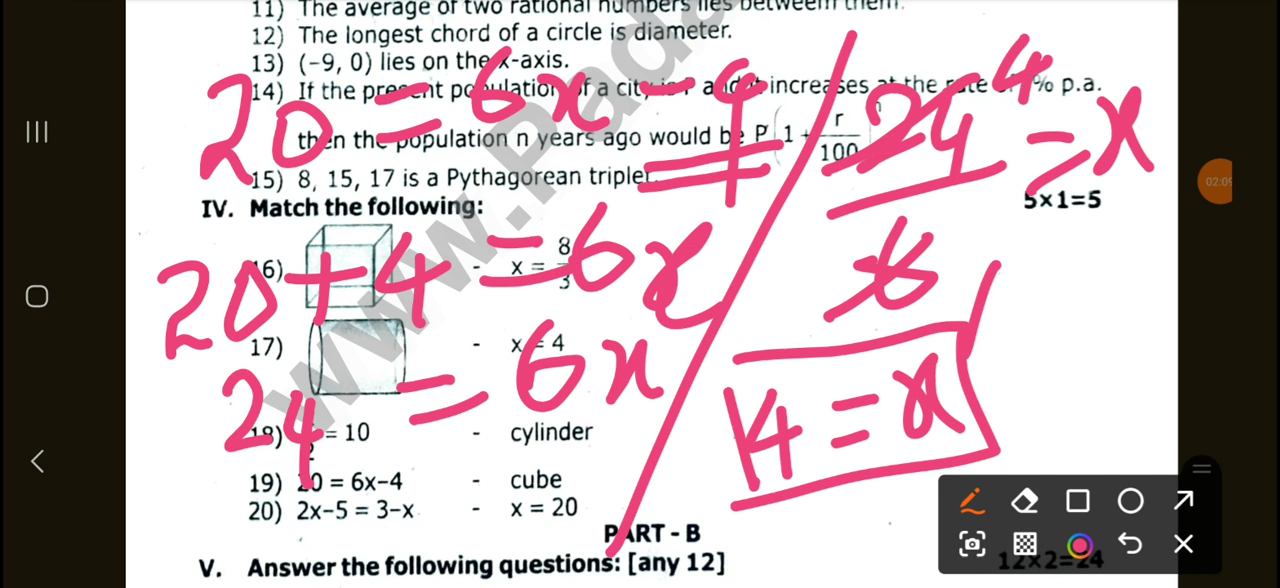 11) The average of two rational numbers lies between them.
12) The longest chord of a circle is diameter.
13) (-9, 0) lies on the x-axis.
14) If the present population of a city is P and it increases at the rate of r% p.a.
then the population n years ago would be P(1 + r/100)^n
15) 8, 15, 17 is a Pythagorean triplet.
IV. Match the following:
5x1=5
16) - x = 8/3
17) - x = 4
18) x/2 = 10 - cylinder
19) 20 = 6x-4 - cube
20) 2x-5 = 3-x - x = 20
PART - B
V. Answer the following questions: [any 12]
12x2=24
www.Pada
20 = 6x - 4
20 + 4 = 6x
24 = 6x
24/6 = x
4
4 = x
02:09